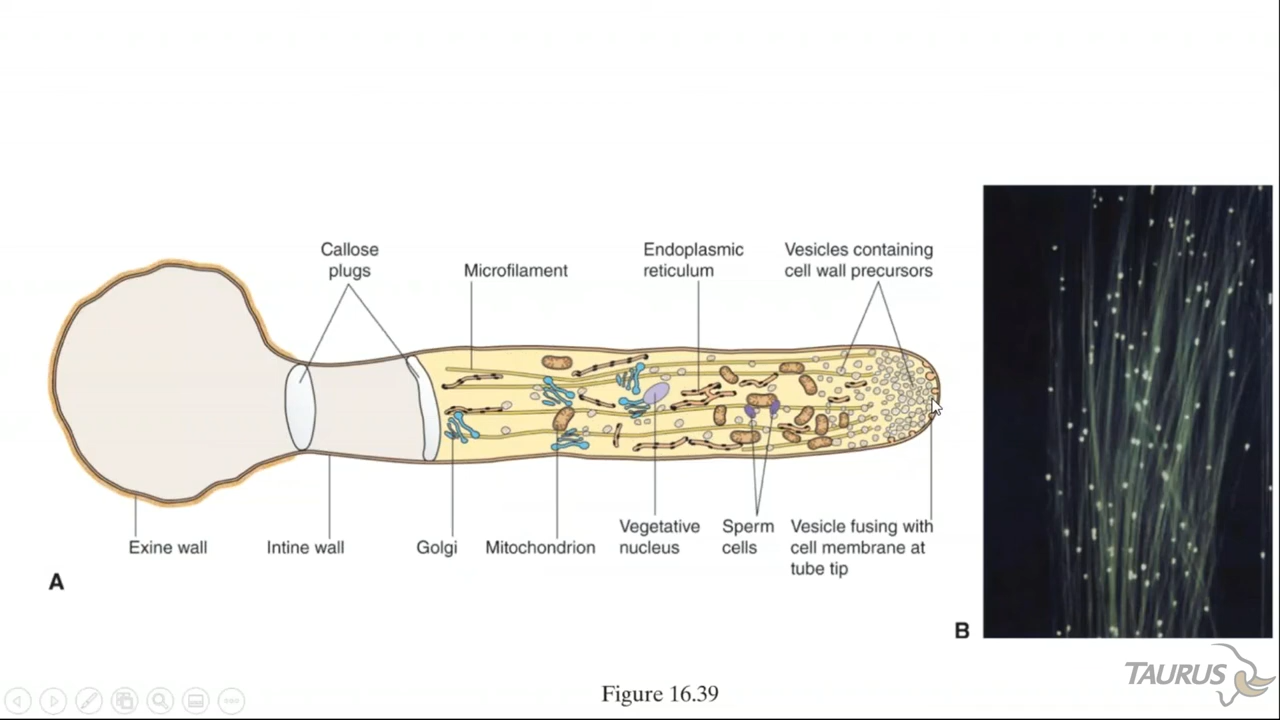 Callose
plugs
Microfilament
Endoplasmic
reticulum
Vesicles containing
cell wall precursors
Exine wall
Intine wall
Golgi
Mitochondrion
Vegetative
nucleus
Sperm
cells
Vesicle fusing with
cell membrane at
tube tip
A
B
TAURUS
Figure 16.39